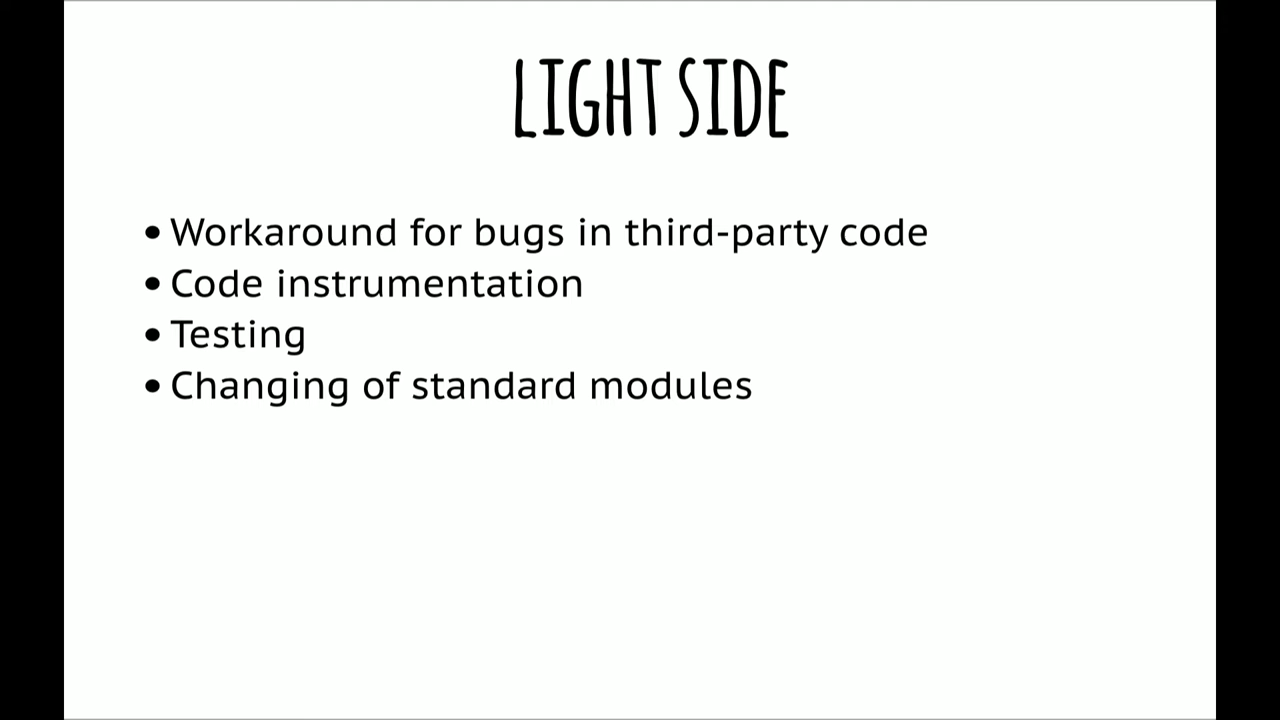 LIGHT SIDE
• Workaround for bugs in third-party code
• Code instrumentation
• Testing
• Changing of standard modules